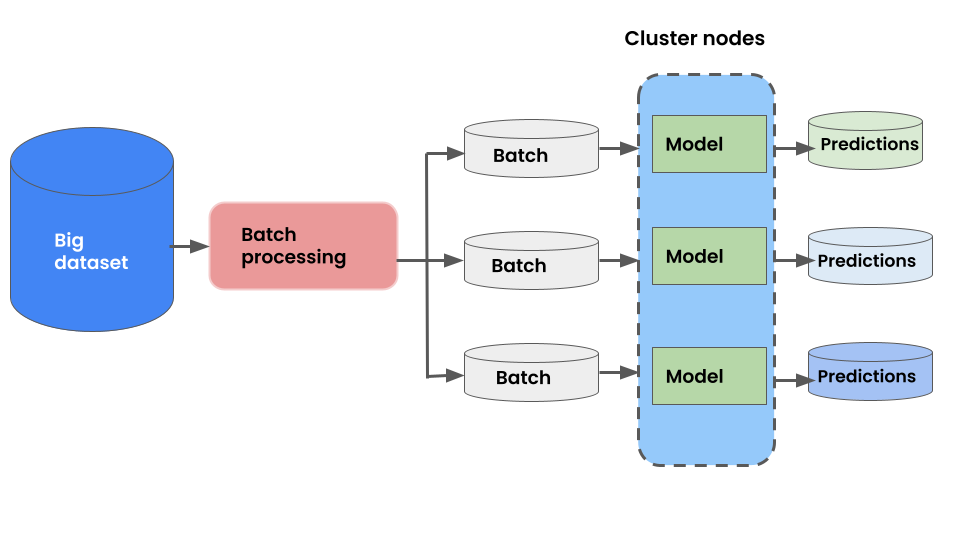 Cluster nodes
Big
dataset
Batch
processing
Batch
Model
Predictions
Batch
Model
Predictions
Batch
Model
Predictions